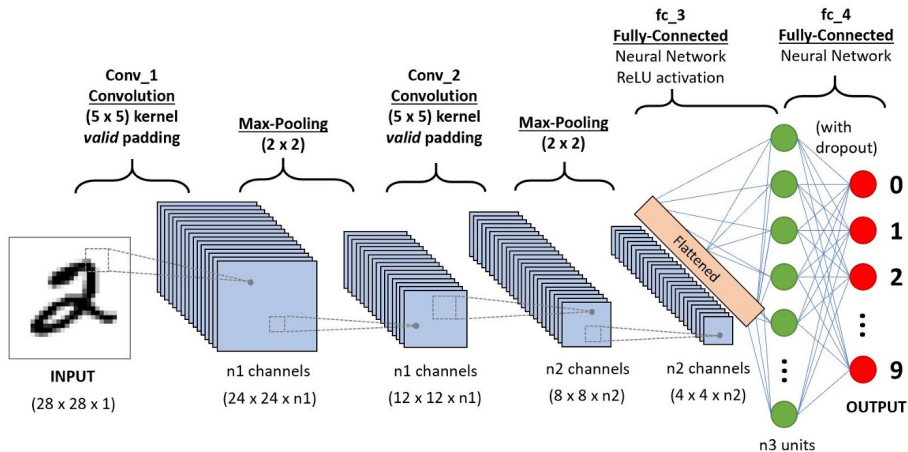 fc_3
Fully-Connected
Neural Network
ReLU activation
fc_4
Fully-Connected
Neural Network
Conv_1
Convolution
(5 x 5) kernel
valid padding
Max-Pooling
(2 x 2)
Conv_2
Convolution
(5 x 5) kernel
valid padding
Max-Pooling
(2 x 2)
(with
dropout)
Flattened
0
1
2
9
2
INPUT
(28 x 28 x 1)
n1 channels
(24 x 24 x n1)
n1 channels
(12 x 12 x n1)
n2 channels
(8 x 8 x n2)
n2 channels
(4 x 4 x n2)
OUTPUT
n3 units